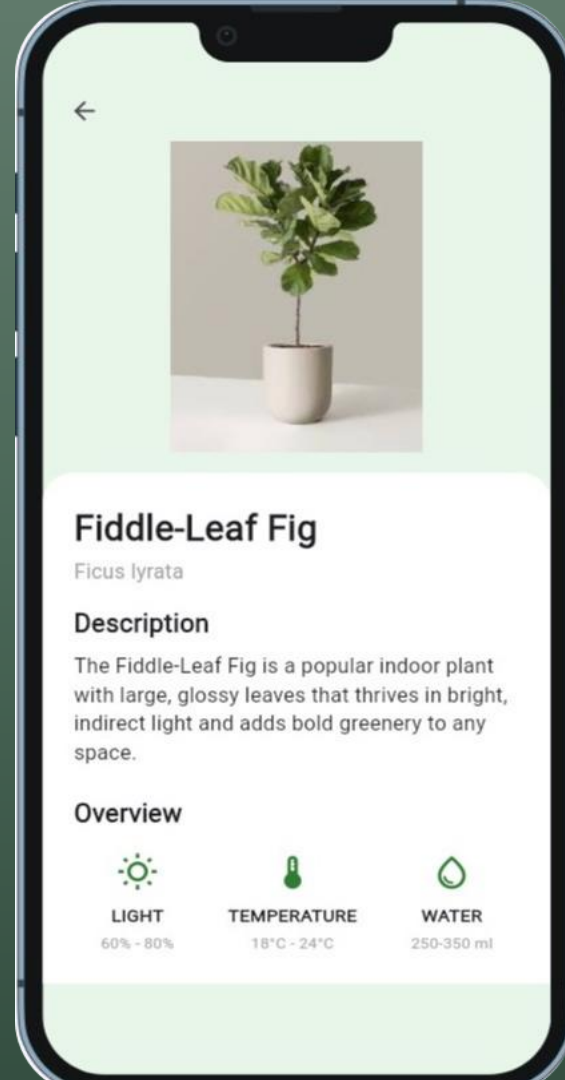 Fiddle-Leaf Fig
Ficus lyrata
Description
The Fiddle-Leaf Fig is a popular indoor plant
with large, glossy leaves that thrives in bright,
indirect light and adds bold greenery to any
space.
Overview
LIGHT TEMPERATURE WATER
60% - 80% 18°C - 24°C 250-350 ml